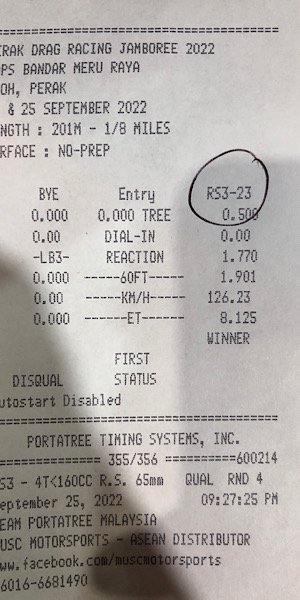 ================================
ERAK DRAG RACING JAMBOREE 2022
PS BANDAR MERU RAYA
OH, PERAK
& 25 SEPTEMBER 2022
NGTH : 201M - 1/8 MILES
RFACE : NO-PREP
BYE Entry RS3-23
0.000 0.000 TREE 0.500
0.00 DIAL-IN 0.00
-LB3- REACTION 1.770
0.000 ------60FT------ 1.901
0.00 ------KM/H----- 126.23
0.000 ------ET------ 8.125
WINNER
FIRST
DISQUAL STATUS
utostart Disabled
================================
PORTATREE TIMING SYSTEMS, INC.
============ 355/356 ==========600214
S3 - 4T<160CC R.S. 65mm QUAL RND 4
eptember 25, 2022 09:27:25 PM
EAM PORTATREE MALAYSIA
USC MOTORSPORTS - ASEAN DISTRIBUTOR
ww.facebook.com/muscmotorsports
6016-6681490